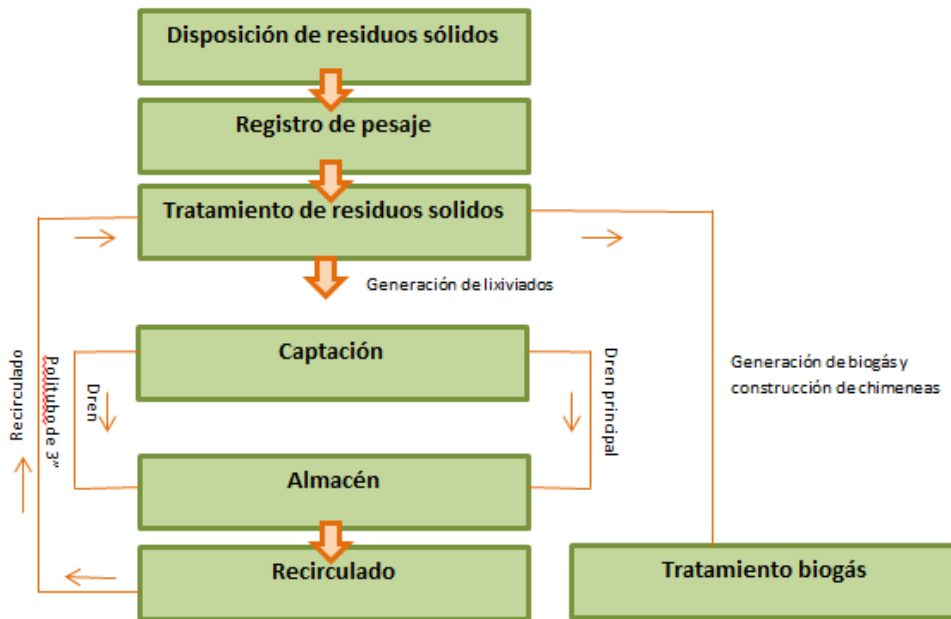 Disposición de residuos sólidos
Registro de pesaje
Tratamiento de residuos solidos
Generación de lixiviados
Captación
Recirculado
Politubo de 3”
Dren
Dren principal
Generación de biogás y
construcción de chimeneas
Almacén
Recirculado
Tratamiento biogás